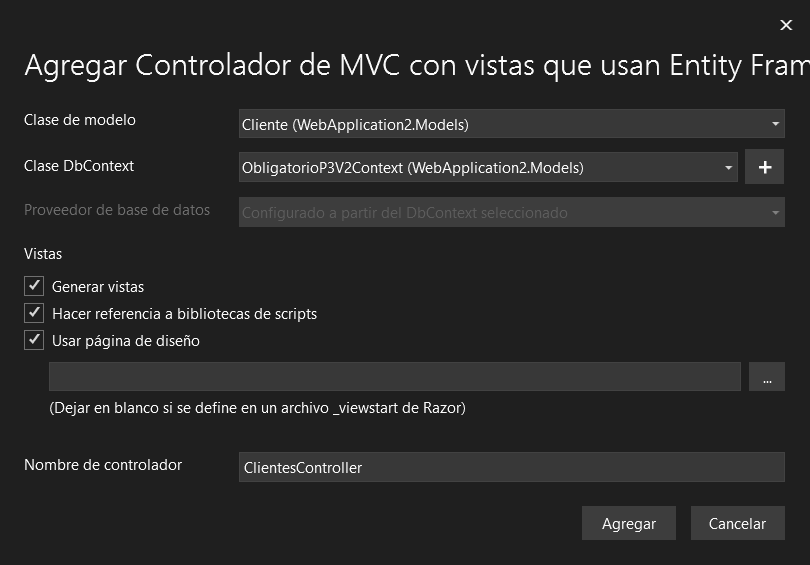 Agregar Controlador de MVC con vistas que usan Entity Fram
Clase de modelo
Cliente (WebApplication2.Models)
Clase DbContext
ObligatorioP3V2Context (WebApplication2.Models)
Proveedor de base de datos
Configurado a partir del DbContext seleccionado
Vistas
Generar vistas
Hacer referencia a bibliotecas de scripts
Usar página de diseño
...
(Dejar en blanco si se define en un archivo _viewstart de Razor)
Nombre de controlador
ClientesController
Agregar
Cancelar